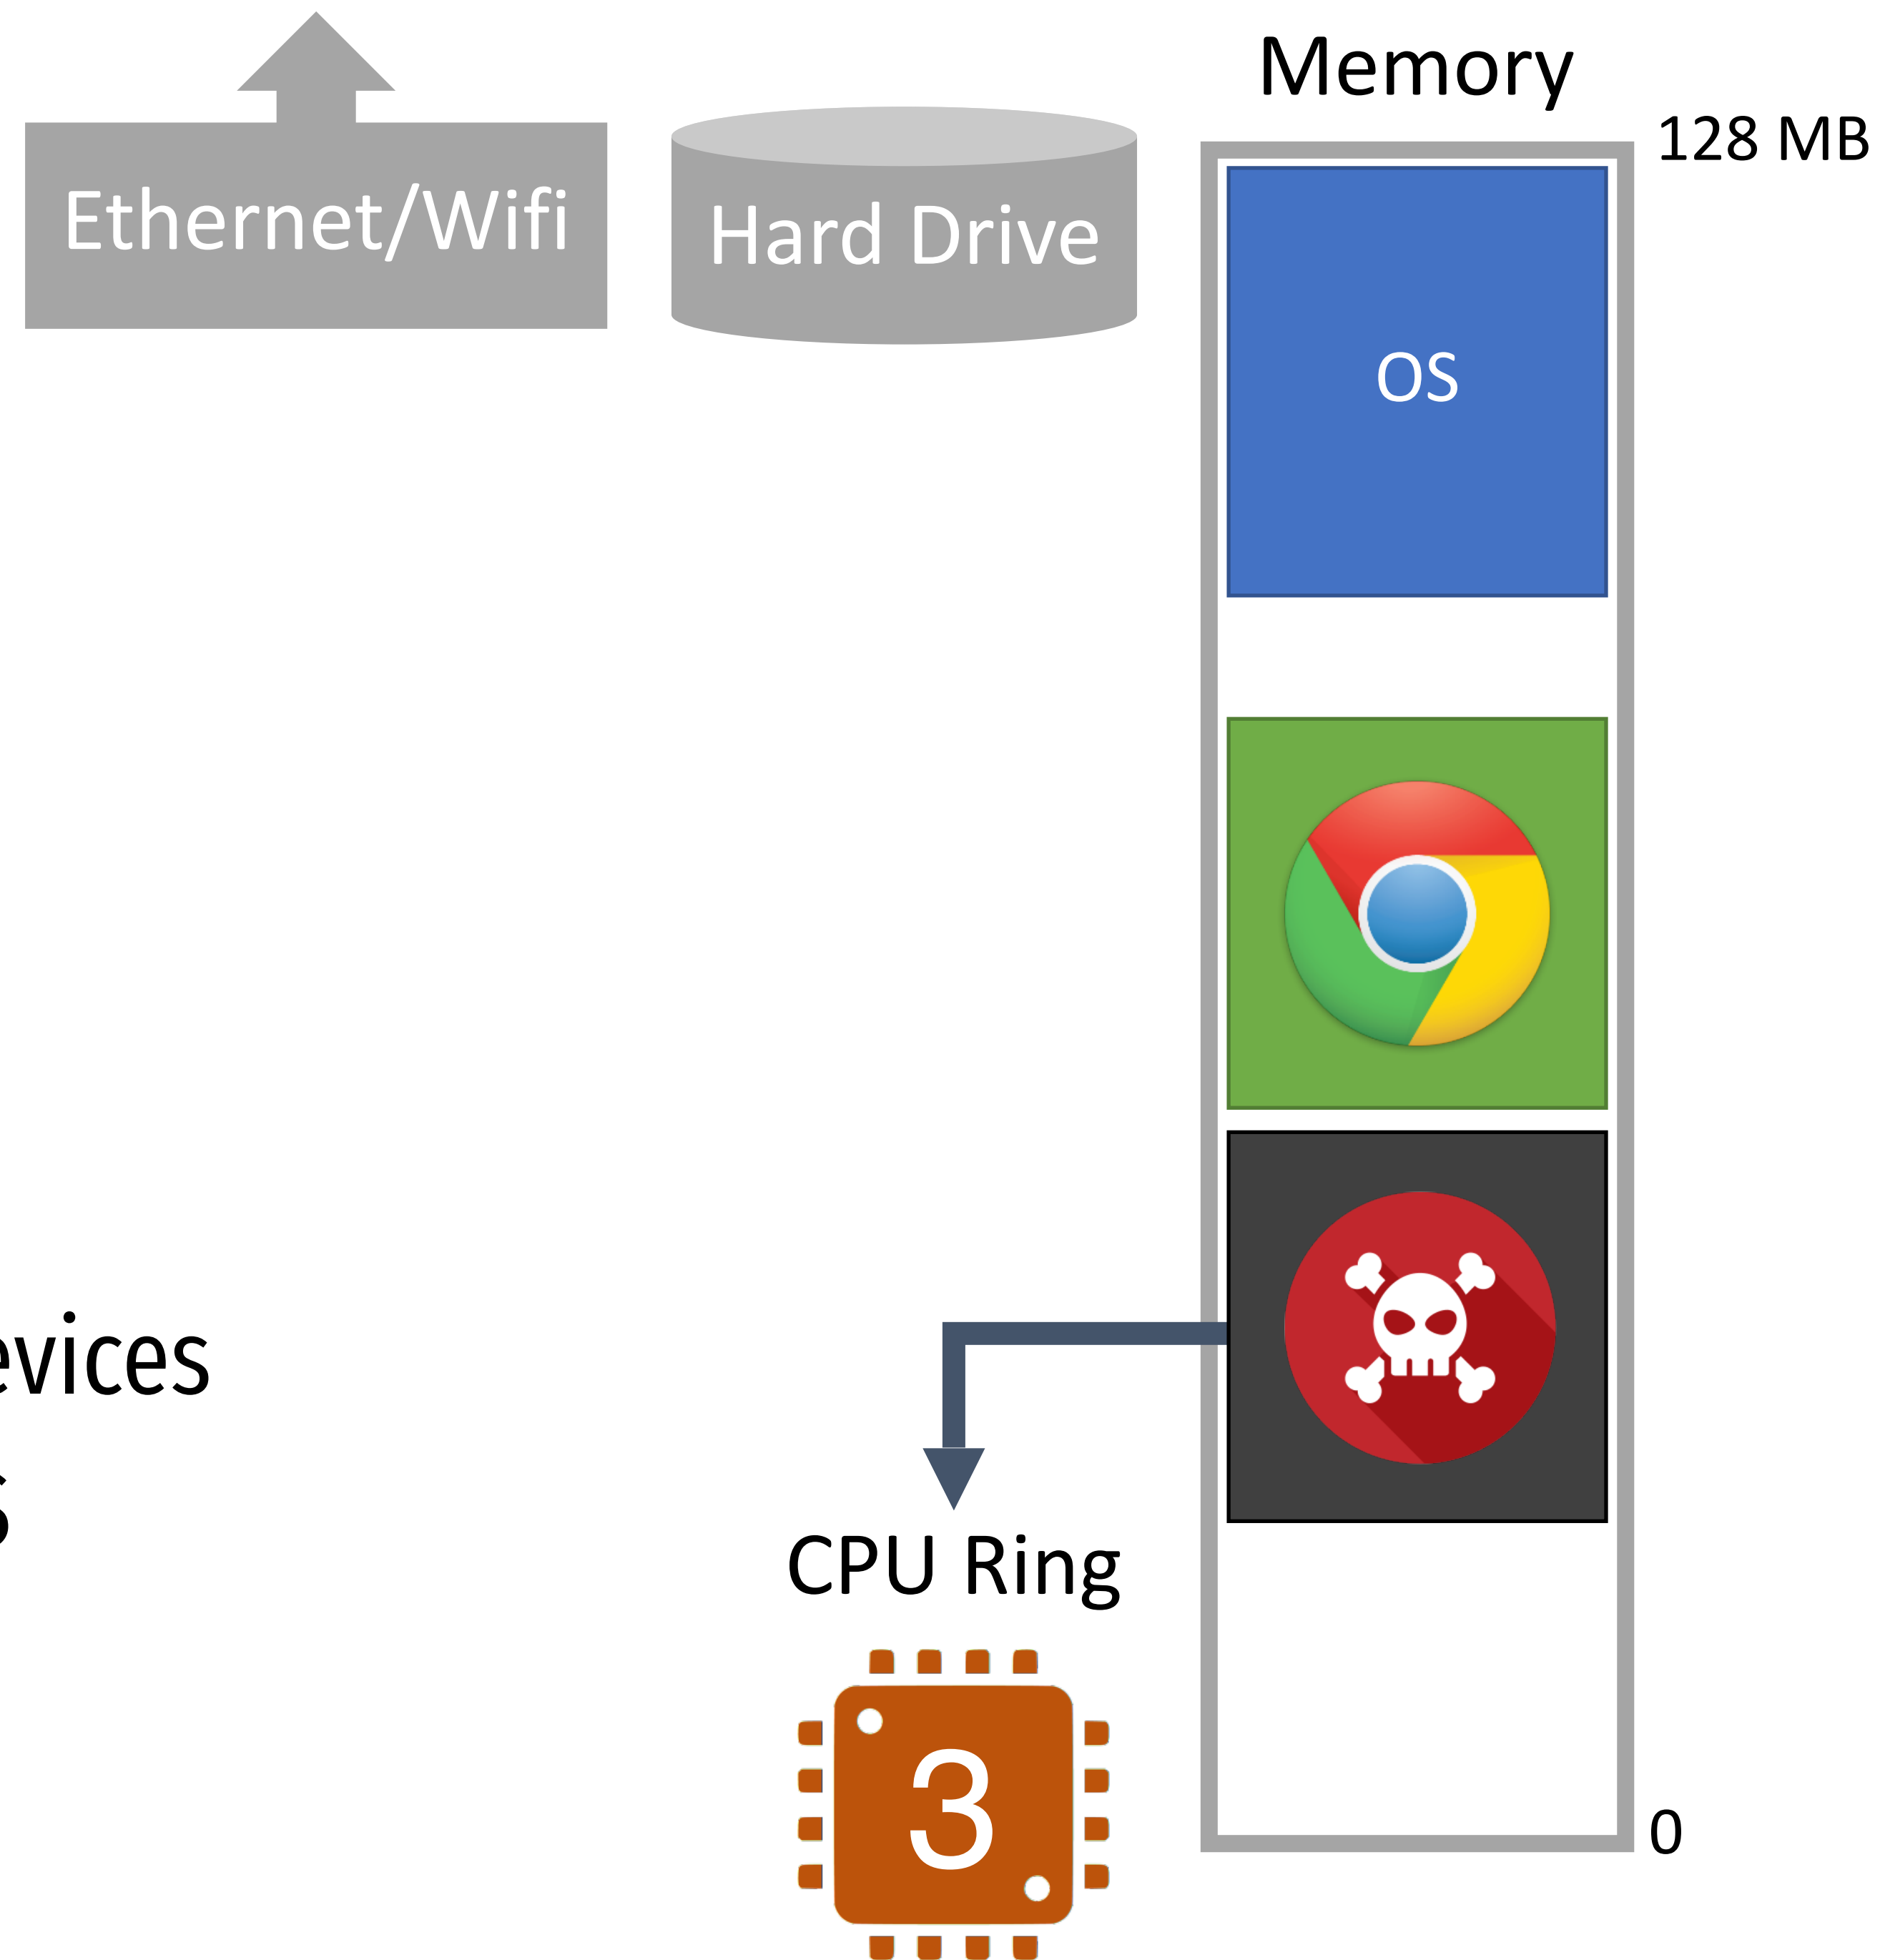 Memory
128 MB
Ethernet/Wifi
Hard Drive
OS
CPU Ring
3
0